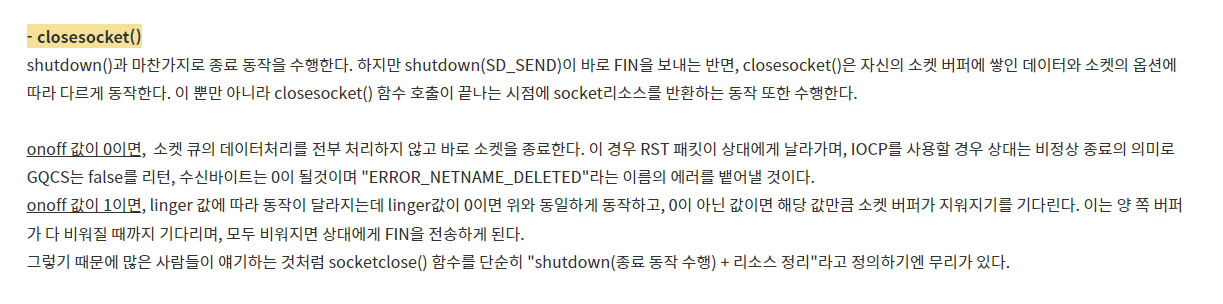 - closesocket()
shutdown()과 마찬가지로 종료 동작을 수행한다. 하지만 shutdown(SD_SEND)이 바로 FIN을 보내는 반면, closesocket()은 자신의 소켓 버퍼에 쌓인 데이터와 소켓의 옵션에
따라 다르게 동작한다. 이 뿐만 아니라 closesocket() 함수 호출이 끝나는 시점에 socket리소스를 반환하는 동작 또한 수행한다.
onoff 값이 0이면, 소켓 큐의 데이터처리를 전부 처리하지 않고 바로 소켓을 종료한다. 이 경우 RST 패킷이 상대에게 날라가며, IOCP를 사용할 경우 상대는 비정상 종료의 의미로
GQCS는 false를 리턴, 수신바이트는 0이 될것이며 "ERROR_NETNAME_DELETED"라는 이름의 에러를 뱉어낼 것이다.
onoff 값이 1이면, linger 값에 따라 동작이 달라지는데 linger값이 0이면 위와 동일하게 동작하고, 0이 아닌 값이면 해당 값만큼 소켓 버퍼가 지워지기를 기다린다. 이는 양 쪽 버퍼
가 다 비워질 때까지 기다리며, 모두 비워지면 상대에게 FIN을 전송하게 된다.
그렇기 때문에 많은 사람들이 얘기하는 것처럼 socketclose() 함수를 단순히 "shutdown(종료 동작 수행) + 리소스 정리"라고 정의하기엔 무리가 있다.